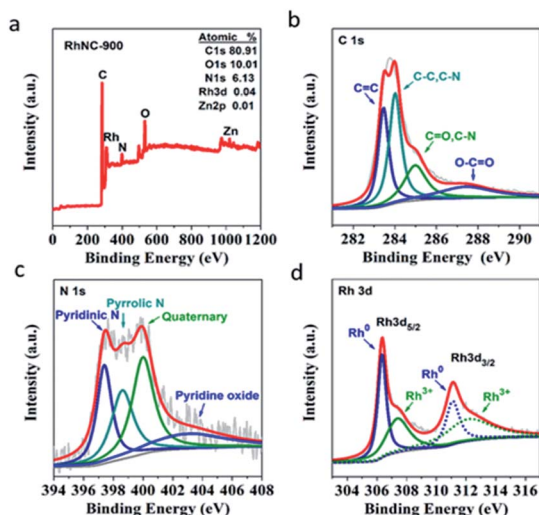 a
RhNC-900
Atomic %
C1s 80.91
O1s 10.01
N1s 6.13
Rh3d 0.04
Zn2p 0.01
C
Rh
N
O
Zn
Intensity (a.u.)
0 200 400 600 800 1000 1200
Binding Energy (eV)
b
C 1s
C=C
C-C,C-N
C=O,C-N
O-C=O
Intensity (a.u.)
282 284 286 288 290
Binding Energy (eV)
c
N 1s
Pyridinic N
Pyrrolic N
Quaternary
Pyridine oxide
Intensity (a.u.)
394 396 398 400 402 404 406 408
Binding Energy (eV)
d
Rh 3d
Rh3d5/2
Rh0
Rh3+
Rh3d3/2
Rh0
Rh3+
Intensity (a.u.)
304 306 308 310 312 314 316
Binding Energy (eV)